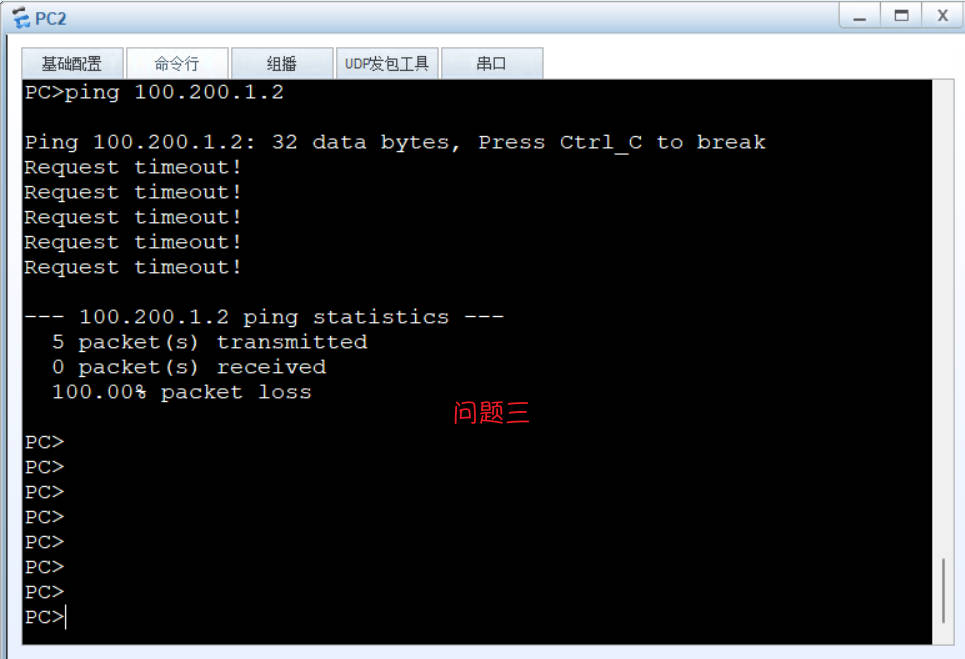 PC2
基础配置 命令行 组播 UDP发包工具 串口
PC>ping 100.200.1.2
Ping 100.200.1.2: 32 data bytes, Press Ctrl_C to break
Request timeout!
Request timeout!
Request timeout!
Request timeout!
Request timeout!
--- 100.200.1.2 ping statistics ---
5 packet(s) transmitted
0 packet(s) received
100.00% packet loss
问题三
PC>
PC>
PC>
PC>
PC>
PC>
PC>
PC>